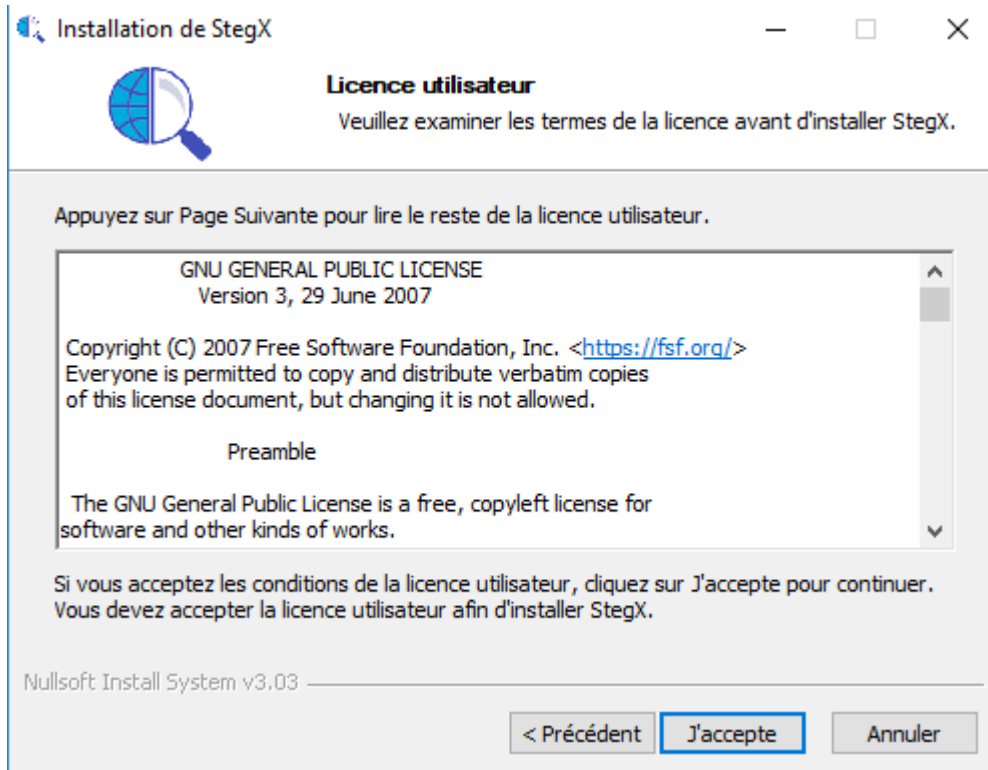 Installation de StegX
Licence utilisateur
Veuillez examiner les termes de la licence avant d'installer StegX.
Appuyez sur Page Suivante pour lire le reste de la licence utilisateur.
GNU GENERAL PUBLIC LICENSE
Version 3, 29 June 2007
Copyright (C) 2007 Free Software Foundation, Inc. <https://fsf.org/>
Everyone is permitted to copy and distribute verbatim copies
of this license document, but changing it is not allowed.
Preamble
The GNU General Public License is a free, copyleft license for
software and other kinds of works.
Si vous acceptez les conditions de la licence utilisateur, cliquez sur J'accepte pour continuer.
Vous devez accepter la licence utilisateur afin d'installer StegX.
Nullsoft Install System v3.03
< Précédent J'accepte Annuler